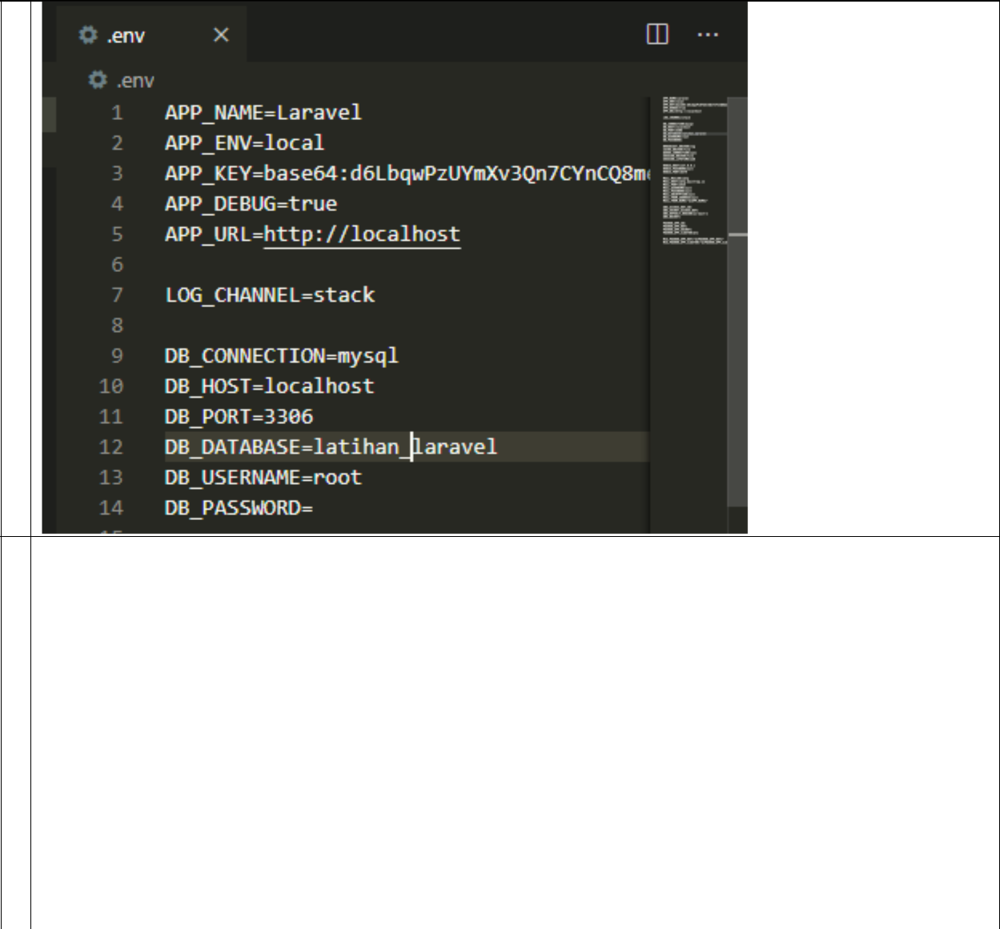 .env
.env
1 APP_NAME=Laravel
2 APP_ENV=local
3 APP_KEY=base64:d6LbqwPzUYmXv3Qn7CYnCQ8m
4 APP_DEBUG=true
5 APP_URL=http://localhost
6
7 LOG_CHANNEL=stack
8
9 DB_CONNECTION=mysql
10 DB_HOST=localhost
11 DB_PORT=3306
12 DB_DATABASE=latihan_laravel
13 DB_USERNAME=root
14 DB_PASSWORD=